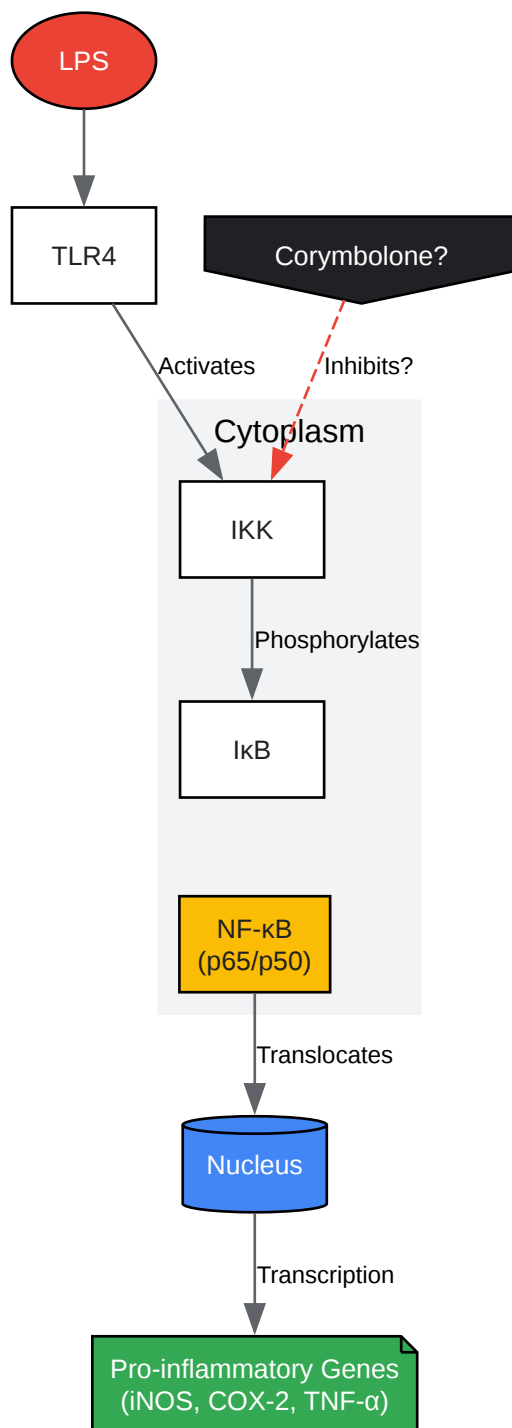 LPS
TLR4
Corymbolone?
Activates
Inhibits?
Cytoplasm
IKK
Phosphorylates
IκB
NF-κB
(p65/p50)
Translocates
Nucleus
Transcription
Pro-inflammatory Genes
(iNOS, COX-2, TNF-α)